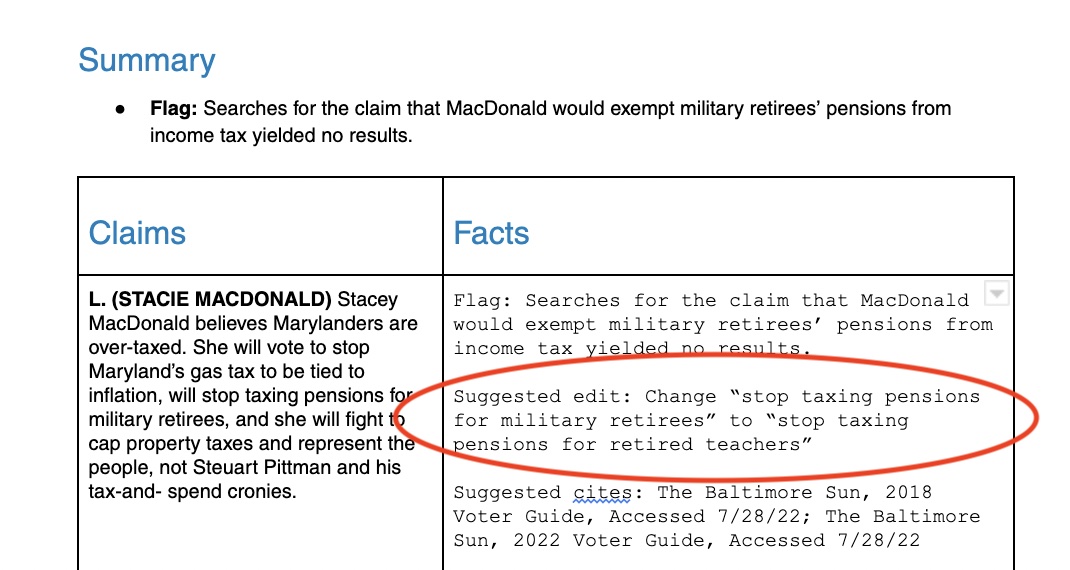 Summary
● Flag: Searches for the claim that MacDonald would exempt military retirees’ pensions from
income tax yielded no results.
Claims
Facts
L. (STACIE MACDONALD) Stacey
MacDonald believes Marylanders are
over-taxed. She will vote to stop
Maryland’s gas tax to be tied to
inflation, will stop taxing pensions for
military retirees, and she will fight to
cap property taxes and represent the
people, not Steuart Pittman and his
tax-and- spend cronies.
Flag: Searches for the claim that MacDonald
would exempt military retirees’ pensions from
income tax yielded no results.
Suggested edit: Change “stop taxing pensions
for military retirees” to “stop taxing
pensions for retired teachers”
Suggested cites: The Baltimore Sun, 2018
Voter Guide, Accessed 7/28/22; The Baltimore
Sun, 2022 Voter Guide, Accessed 7/28/22